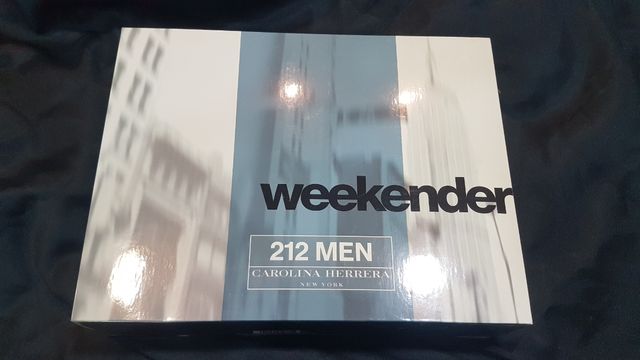 weekender
212 MEN
CAROLINA HERRERA
NEW YORK